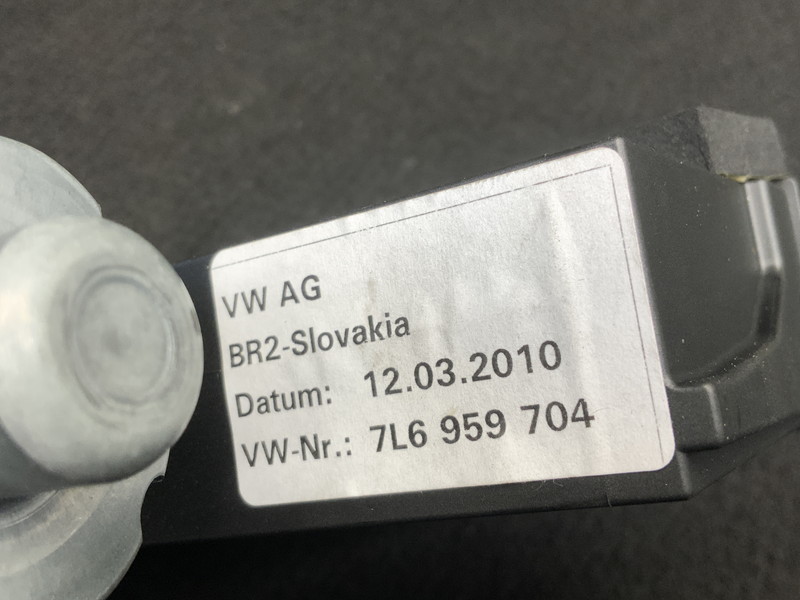 VW AG
BR2-Slovakia
Datum: 12.03.2010
VW-Nr.: 7L6 959 704